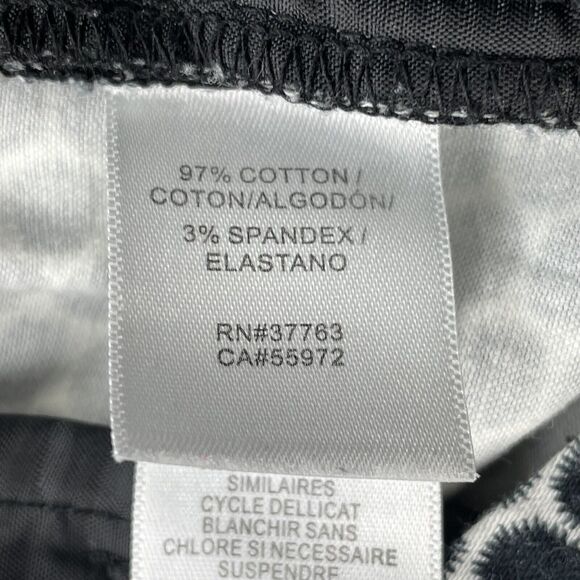 97% COTTON /
COTON/ALGODÓN/
3% SPANDEX /
ELASTANO
RN#37763
CA#55972
SIMILAIRES
CYCLE DELLICAT
BLANCHIR SANS
CHLORE SI NECESSAIRE
SUSPENDRE